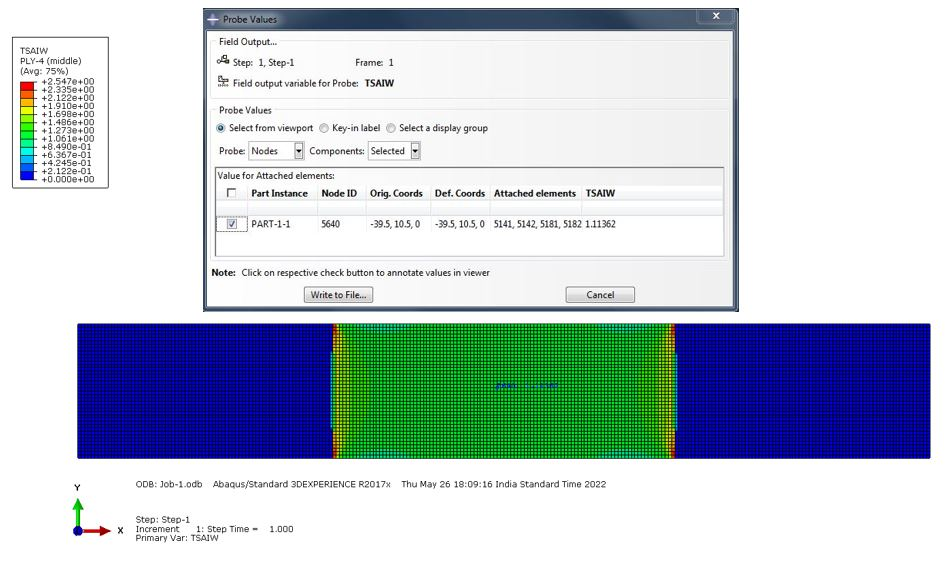 Probe Values
Field Output...
Step: 1, Step-1 Frame: 1
Field output variable for Probe: TSAIW
Probe Values
Select from viewport Key-in label Select a display group
Probe: Nodes Components: Selected
Value for Attached elements:
Part Instance Node ID Orig. Coords Def. Coords Attached elements TSAIW
PART-1-1 5640 -39.5, 10.5, 0 -39.5, 10.5, 0 5141, 5142, 5181, 5182 1.11362
Note: Click on respective check button to annotate values in viewer
Write to File... Cancel
TSAIW
PLY-4 (middle)
(Avg: 75%)
+2.547e+00
+2.335e+00
+2.122e+00
+1.910e+00
+1.698e+00
+1.486e+00
+1.273e+00
+1.061e+00
+8.490e-01
+6.367e-01
+4.245e-01
+2.122e-01
+0.000e+00
Y
X
ODB: Job-1.odb Abaqus/Standard 3DEXPERIENCE R2017x Thu May 26 18:09:16 India Standard Time 2022
Step: Step-1
Increment 1: Step Time = 1.000
Primary Var: TSAIW